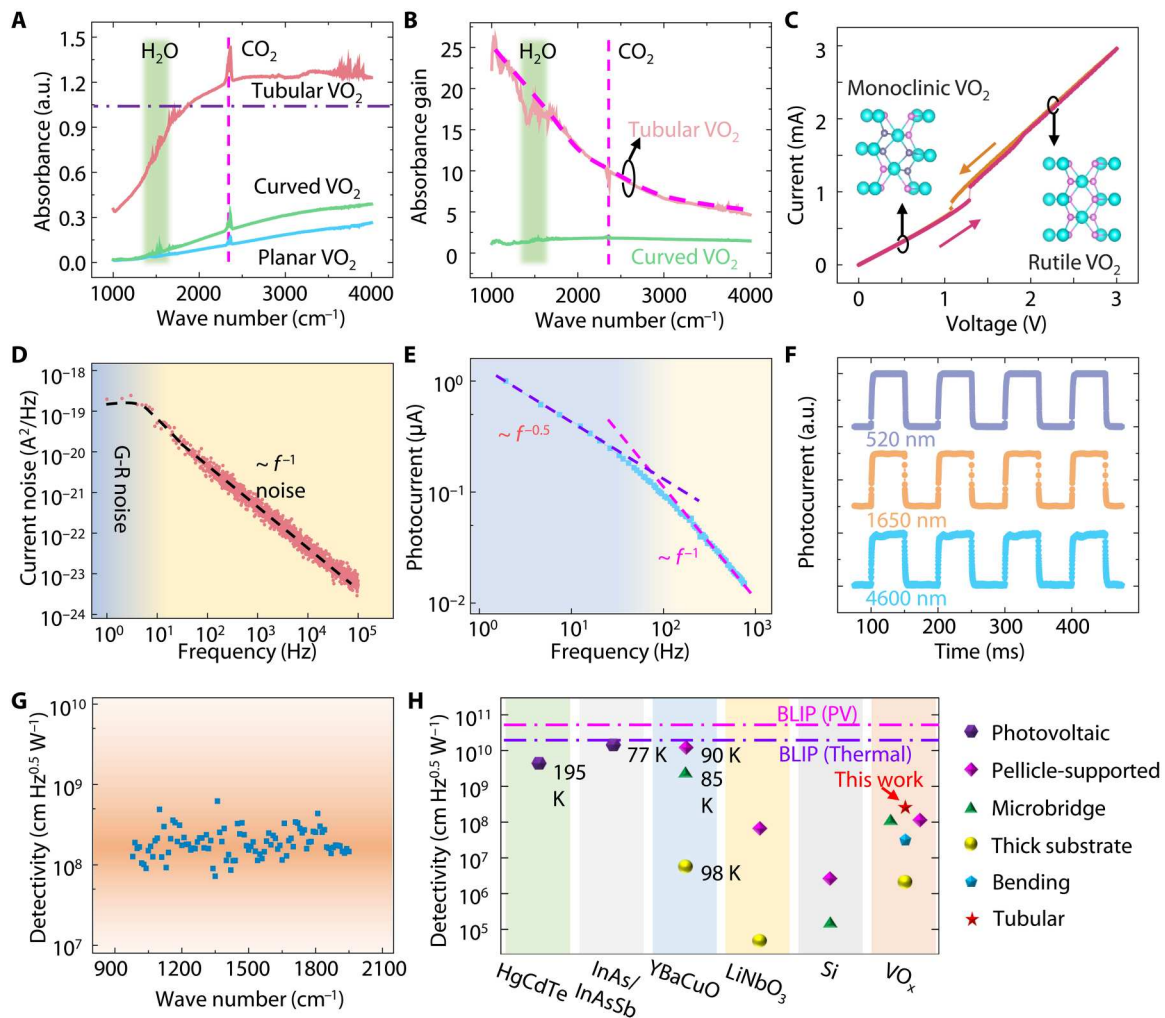 A
1.5
1.2
0.9
0.6
0.3
0.0
Absorbance (a.u.)
H₂O
CO₂
Tubular VO₂
Curved VO₂
Planar VO₂
1000
2000
3000
4000
Wave number (cm⁻¹)
B
25
20
15
10
5
0
Absorbance gain
H₂O
CO₂
Tubular VO₂
Curved VO₂
1000
2000
3000
4000
Wave number (cm⁻¹)
C
3
2
1
0
Current (mA)
Monoclinic VO₂
Rutile VO₂
0
1
2
3
Voltage (V)
D
10⁻¹⁸
10⁻¹⁹
10⁻²⁰
10⁻²¹
10⁻²²
10⁻²³
10⁻²⁴
Current noise (A²/Hz)
G-R noise
~ f⁻¹
noise
10⁰
10¹
10²
10³
10⁴
10⁵
Frequency (Hz)
E
10⁰
10⁻¹
10⁻²
Photocurrent (µA)
~ f⁻⁰·⁵
~ f⁻¹
10⁰
10¹
10²
10³
Frequency (Hz)
F
Photocurrent (a.u.)
520 nm
1650 nm
4600 nm
100
200
300
400
Time (ms)
G
10¹⁰
10⁹
10⁸
10⁷
Detectivity (cm Hz⁰·⁵ W⁻¹)
900
1200
1500
1800
2100
Wave number (cm⁻¹)
H
10¹¹
10¹⁰
10⁹
10⁸
10⁷
10⁶
10⁵
Detectivity (cm Hz⁰·⁵ W⁻¹)
BLIP (PV)
BLIP (Thermal)
195
K
77 K
90 K
85
K
98 K
This work
HgCdTe
InAs/
InAsSb
YBaCuO
LiNbO₃
Si
VOₓ
Photovoltaic
Pellicle-supported
Microbridge
Thick substrate
Bending
Tubular